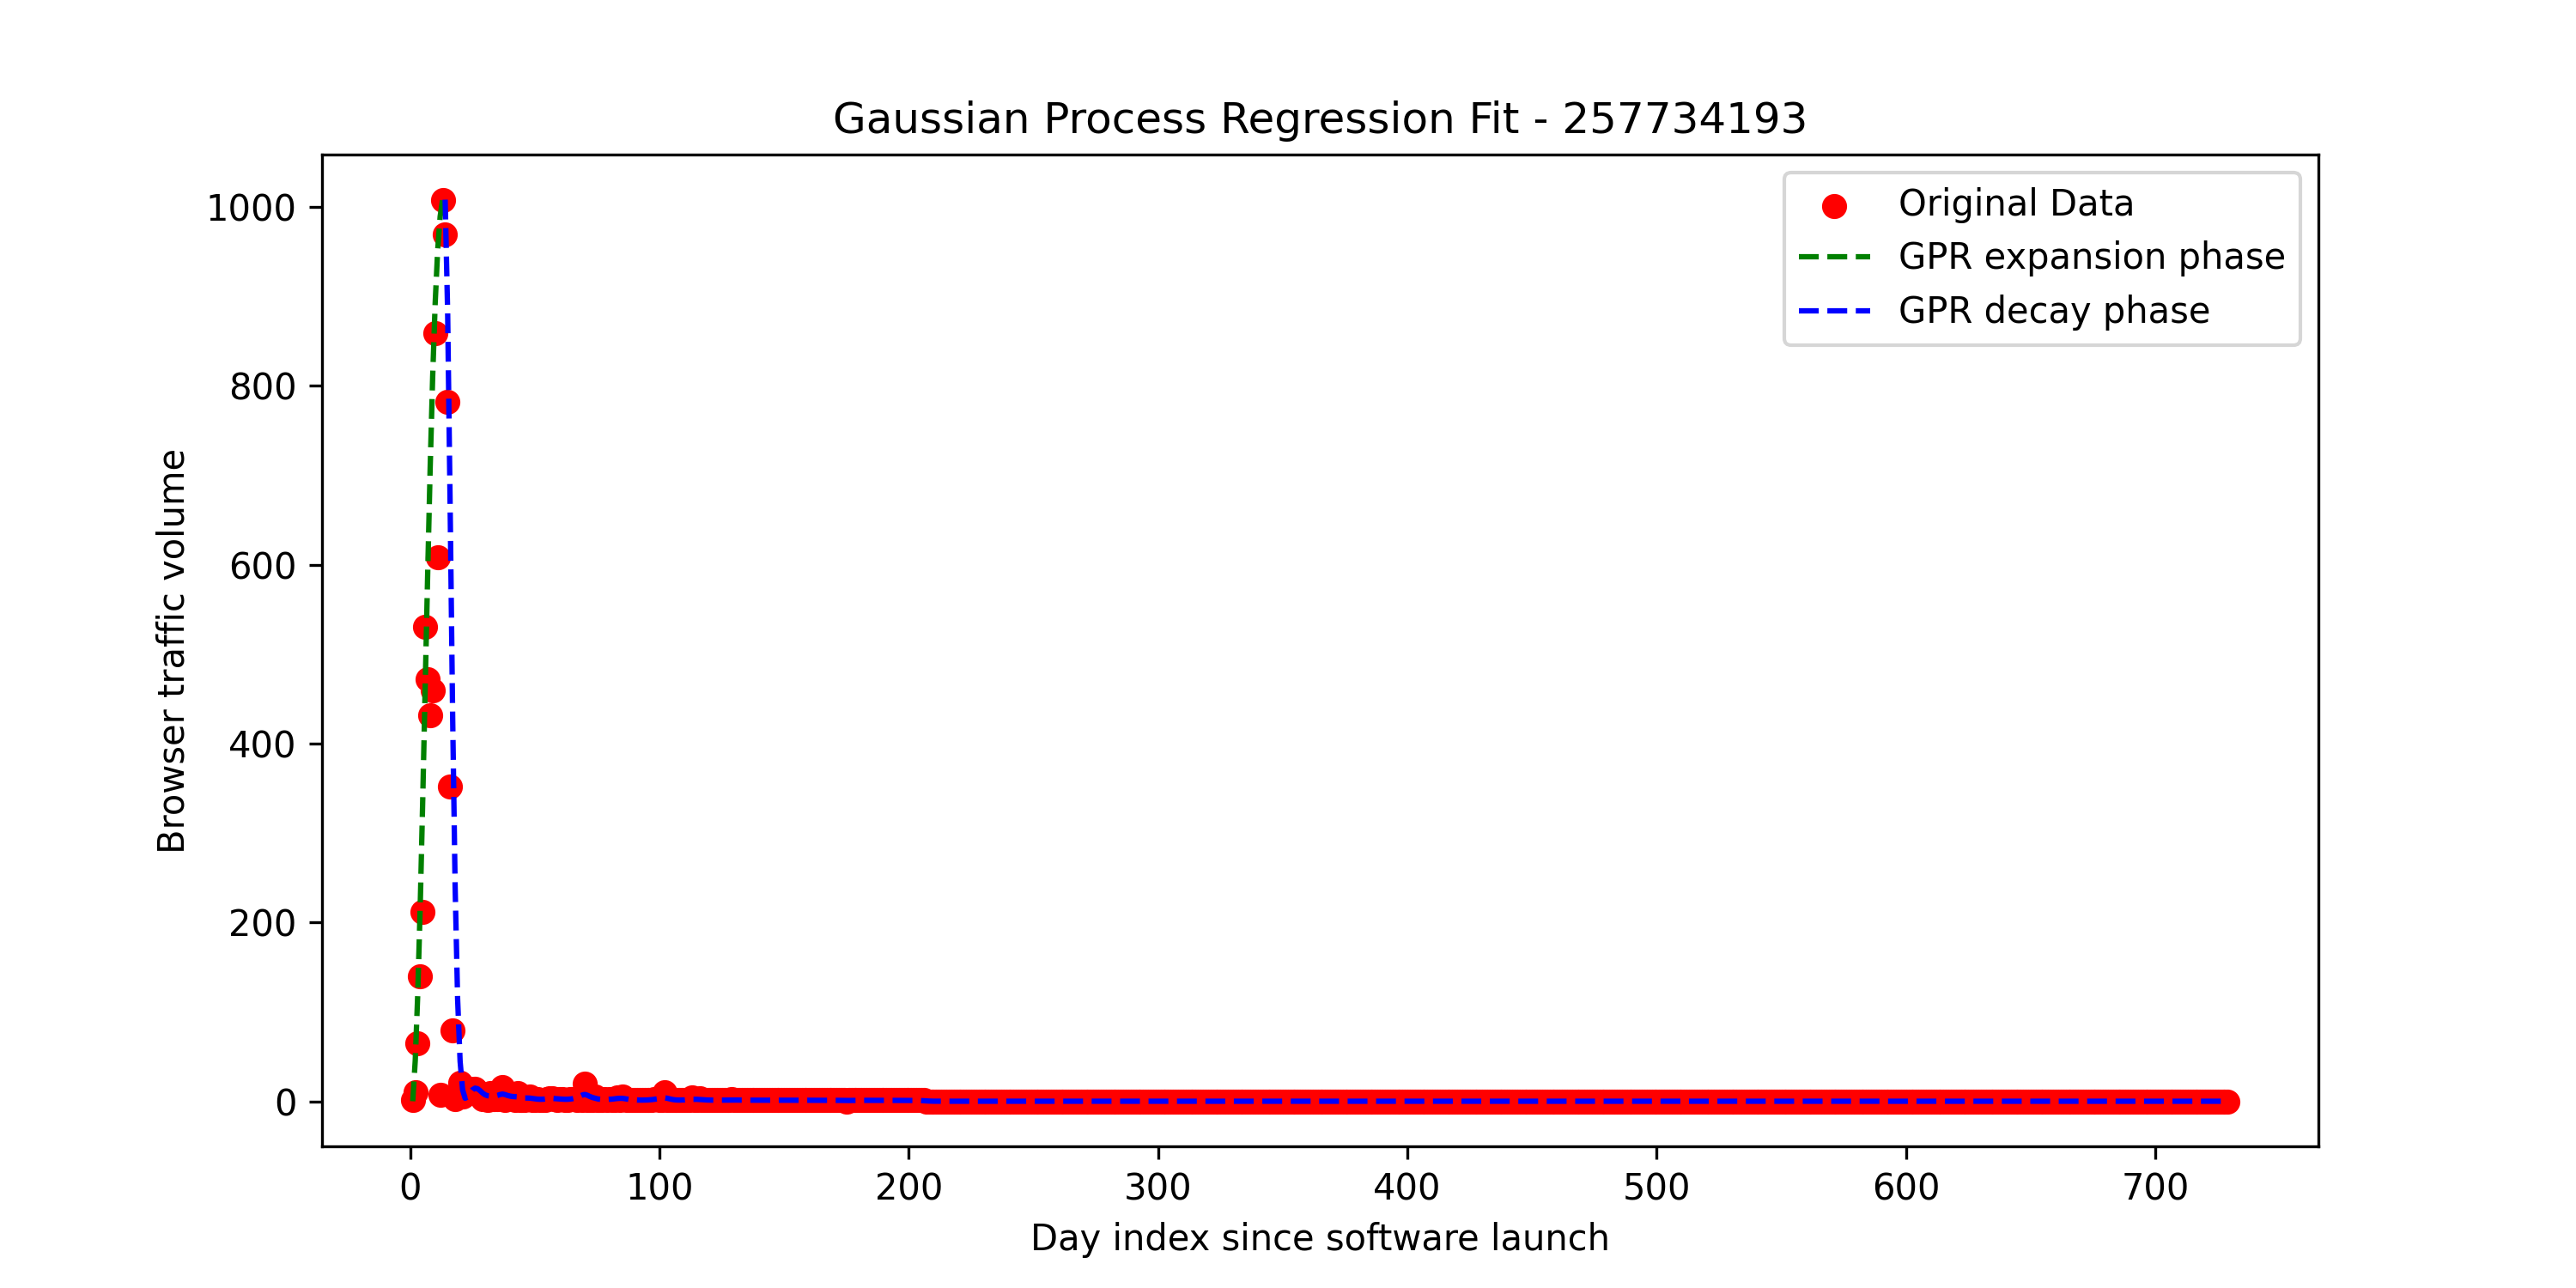 Gaussian Process Regression Fit - 257734193
Original Data
GPR expansion phase
GPR decay phase
Browser traffic volume
1000
800
600
400
200
0
0 100 200 300 400 500 600 700
Day index since software launch